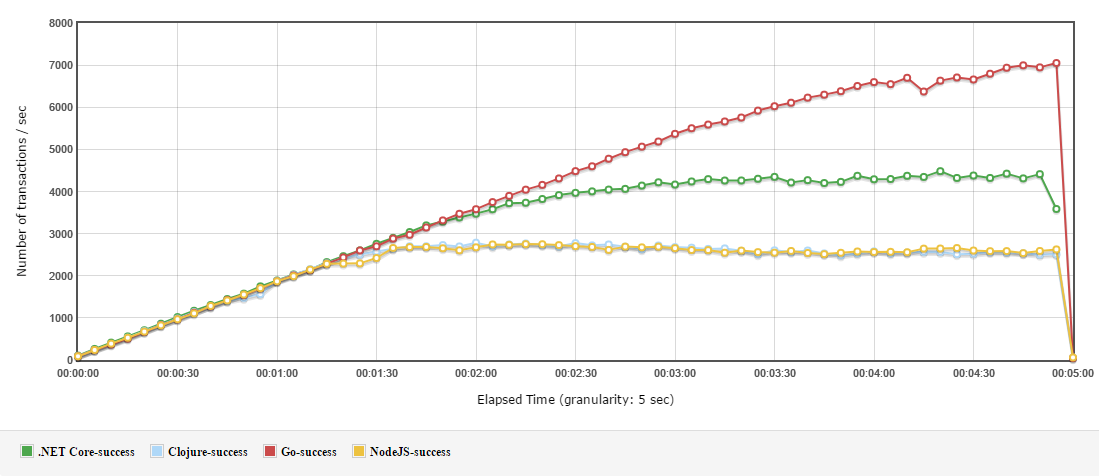 8000
7000
6000
5000
4000
3000
2000
1000
0
Number of transactions / sec
00:00:00 00:00:30 00:01:00 00:01:30 00:02:00 00:02:30 00:03:00 00:03:30 00:04:00 00:04:30 00:05:00
Elapsed Time (granularity: 5 sec)
.NET Core-success Clojure-success Go-success NodeJS-success